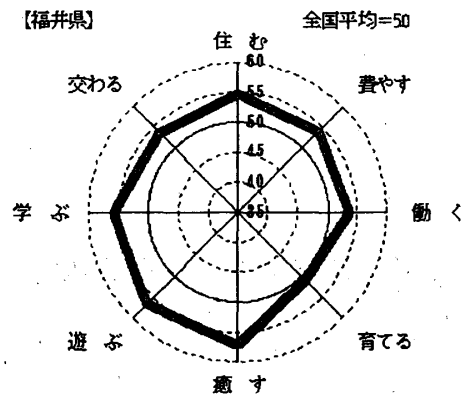 【福井県】 全国平均=50
住 む
交わる 費やす
60
55
50
45
40
35
学 ぶ 働 く
遊 ぶ 育てる
癒 す